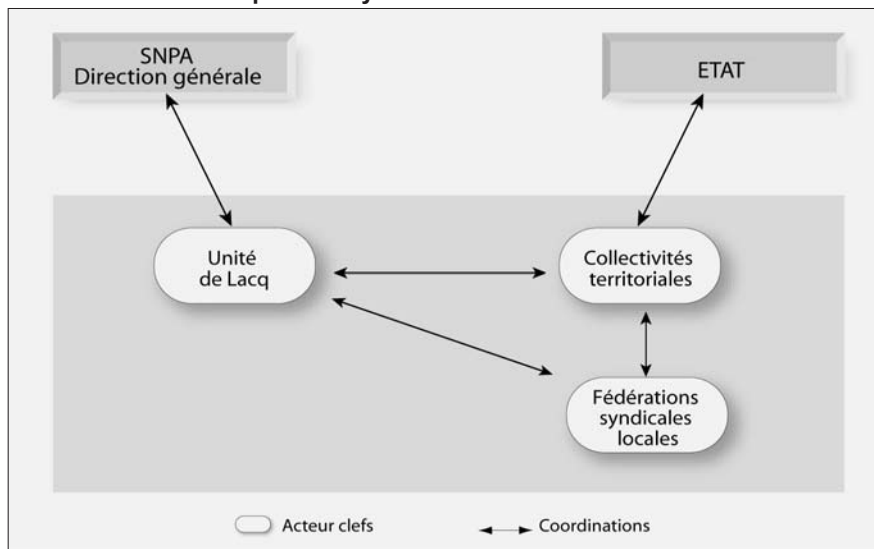 SNPA
Direction générale
ETAT
Unité
de Lacq
Collectivités
territoriales
Fédérations
syndicales
locales
Acteur clefs
Coordinations